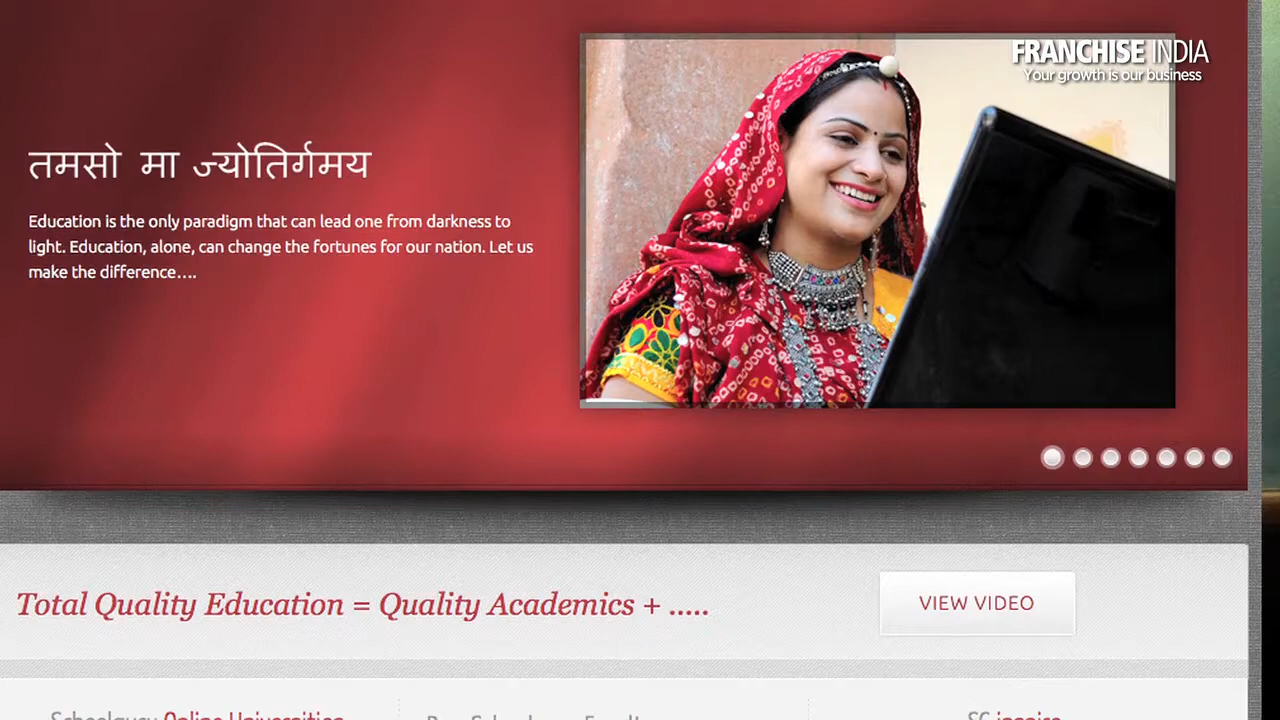 FRANCHISE INDIA
Your growth is our business
तमसो मा ज्योतिर्गमय
Education is the only paradigm that can lead one from darkness to
light. Education, alone, can change the fortunes for our nation. Let us
make the difference....
Total Quality Education = Quality Academics + .....
VIEW VIDEO
Online Universities